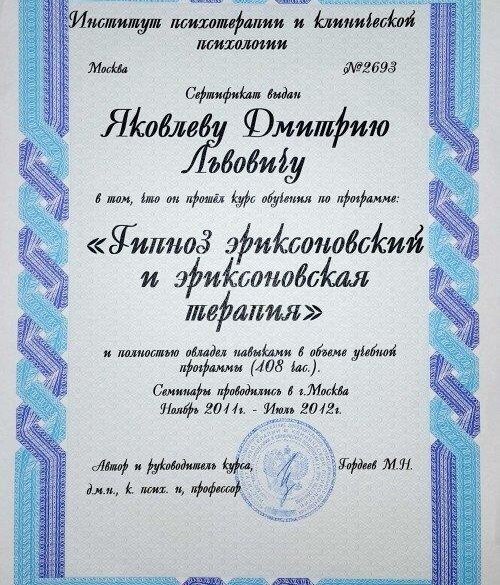 Институт психотерапии и клинической
психологии
Москва №2693
Сертификат выдан
Яковлеву Дмитрию
Львовичу
в том, что он прошёл курс обучения по программе:
«Гипноз эриксоновский
и эриксоновская
терапия»
и полностью овладел навыками в объеме учебной
программы (108 час.).
Семинары проводились в г.Москва
Ноябрь 2011г. - Июль 2012г.
Автор и руководитель курса, Гордеев М.Н.
д.м.н., к. псих. н, профессор